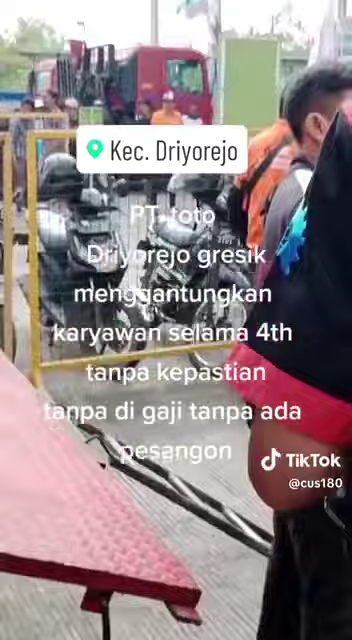 Kec. Driyorejo
PT. toto
Driyorejo gresik
menggantungkan
karyawan selama 4th
tanpa kepastian
tanpa di gaji tanpa ada
pesangon
TikTok
@cus180